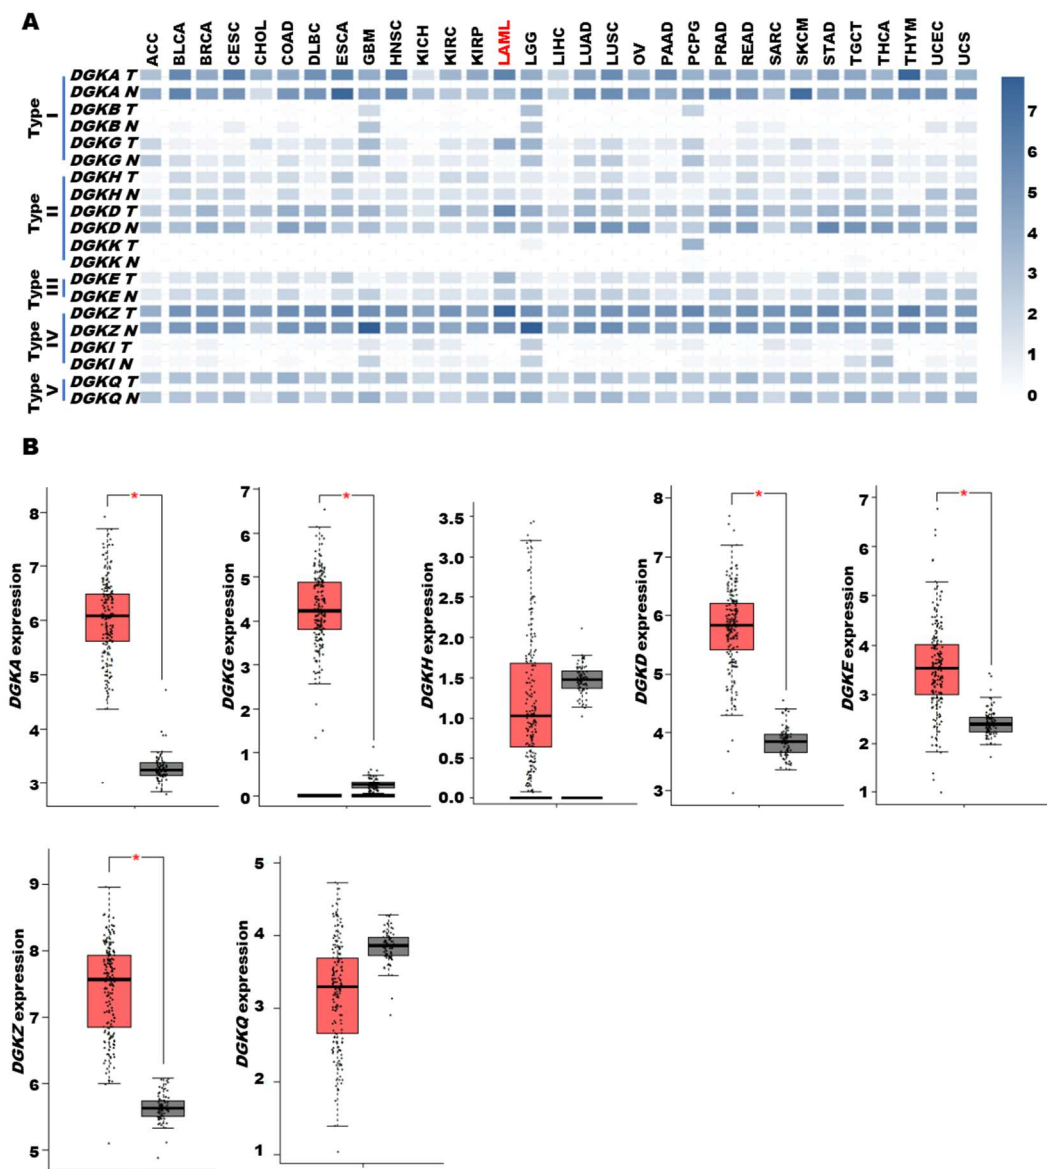 A
ACC BLCA BRCA CESC CHOL COAD DLBC ESCA GBM HNSC KICH KIRC KIRP LAML LGG LIHC LUAD LUSC OV PAAD PCPG PRAD READ SARC SKCM STAD TGCT THCA THYM UCEC UCS
Type I
DGKA T
DGKA N
DGKB T
DGKB N
DGKG T
DGKG N
Type II
DGKH T
DGKH N
DGKD T
DGKD N
DGKK T
DGKK N
Type III
DGKE T
DGKE N
Type IV
DGKZ T
DGKZ N
DGKI T
DGKI N
Type V
DGKQ T
DGKQ N
7
6
5
4
3
2
1
0
B
DGKA expression
8
7
6
5
4
3
*
DGKG expression
7
6
5
4
3
2
1
0
*
DGKH expression
3.5
3.0
2.5
2.0
1.5
1.0
0.5
0.0
DGKD expression
8
7
6
5
4
3
*
DGKE expression
7
6
5
4
3
2
1
*
DGKZ expression
9
8
7
6
5
*
DGKQ expression
5
4
3
2
1